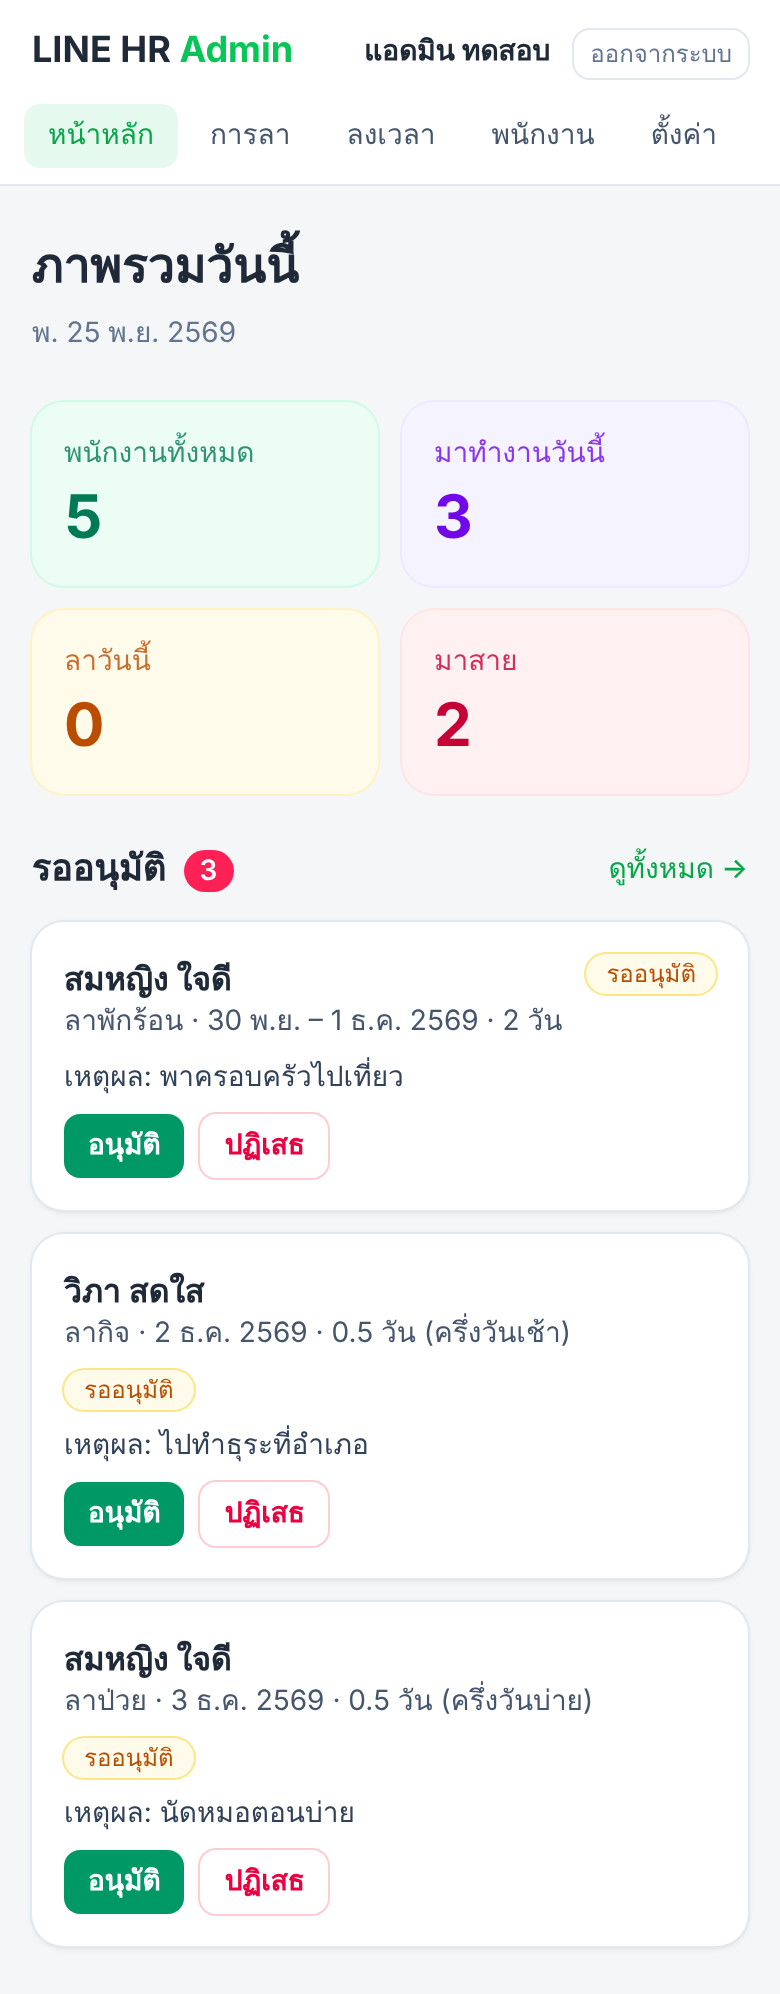 LINE HR Admin
แอดมิน ทดสอบ
ออกจากระบบ
หน้าหลัก การลา ลงเวลา พนักงาน ตั้งค่า
ภาพรวมวันนี้
พ. 25 พ.ย. 2569
พนักงานทั้งหมด
5
มาทำงานวันนี้
3
ลาวันนี้
0
มาสาย
2
รออนุมัติ 3
ดูทั้งหมด →
สมหญิง ใจดี
รออนุมัติ
ลาพักร้อน · 30 พ.ย. – 1 ธ.ค. 2569 · 2 วัน
เหตุผล: พาครอบครัวไปเที่ยว
อนุมัติ ปฏิเสธ
วิภา สดใส
ลากิจ · 2 ธ.ค. 2569 · 0.5 วัน (ครึ่งวันเช้า)
รออนุมัติ
เหตุผล: ไปทำธุระที่อำเภอ
อนุมัติ ปฏิเสธ
สมหญิง ใจดี
ลาป่วย · 3 ธ.ค. 2569 · 0.5 วัน (ครึ่งวันบ่าย)
รออนุมัติ
เหตุผล: นัดหมอตอนบ่าย
อนุมัติ ปฏิเสธ